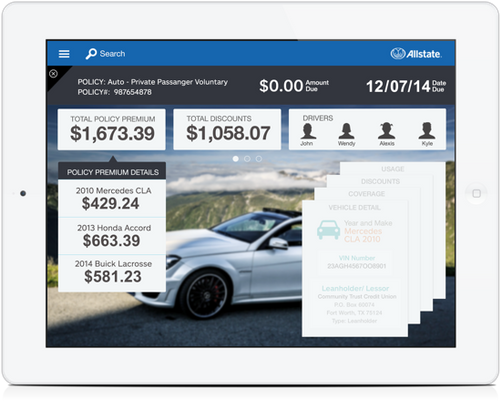 Search
Allstate
POLICY: Auto - Private Passanger Voluntary
POLICY#: 987654878
$0.00 Amount Due
12/07/14 Date Due
TOTAL POLICY PREMIUM
$1,673.39
TOTAL DISCOUNTS
$1,058.07
DRIVERS
John Wendy Alexis Kyle
POLICY PREMIUM DETAILS
2010 Mercedes CLA
$429.24
2013 Honda Accord
$663.39
2014 Buick Lacrosse
$581.23
USAGE
DISCOUNTS
COVERAGE
VEHICLE DETAIL
Year and Make
Mercedes
CLA 2010
VIN Number
Leanholder/ Lessor
Community Trust Credit Union
P.O. Box 60874
Fort Worth, TX 75124
Type: Leanholder